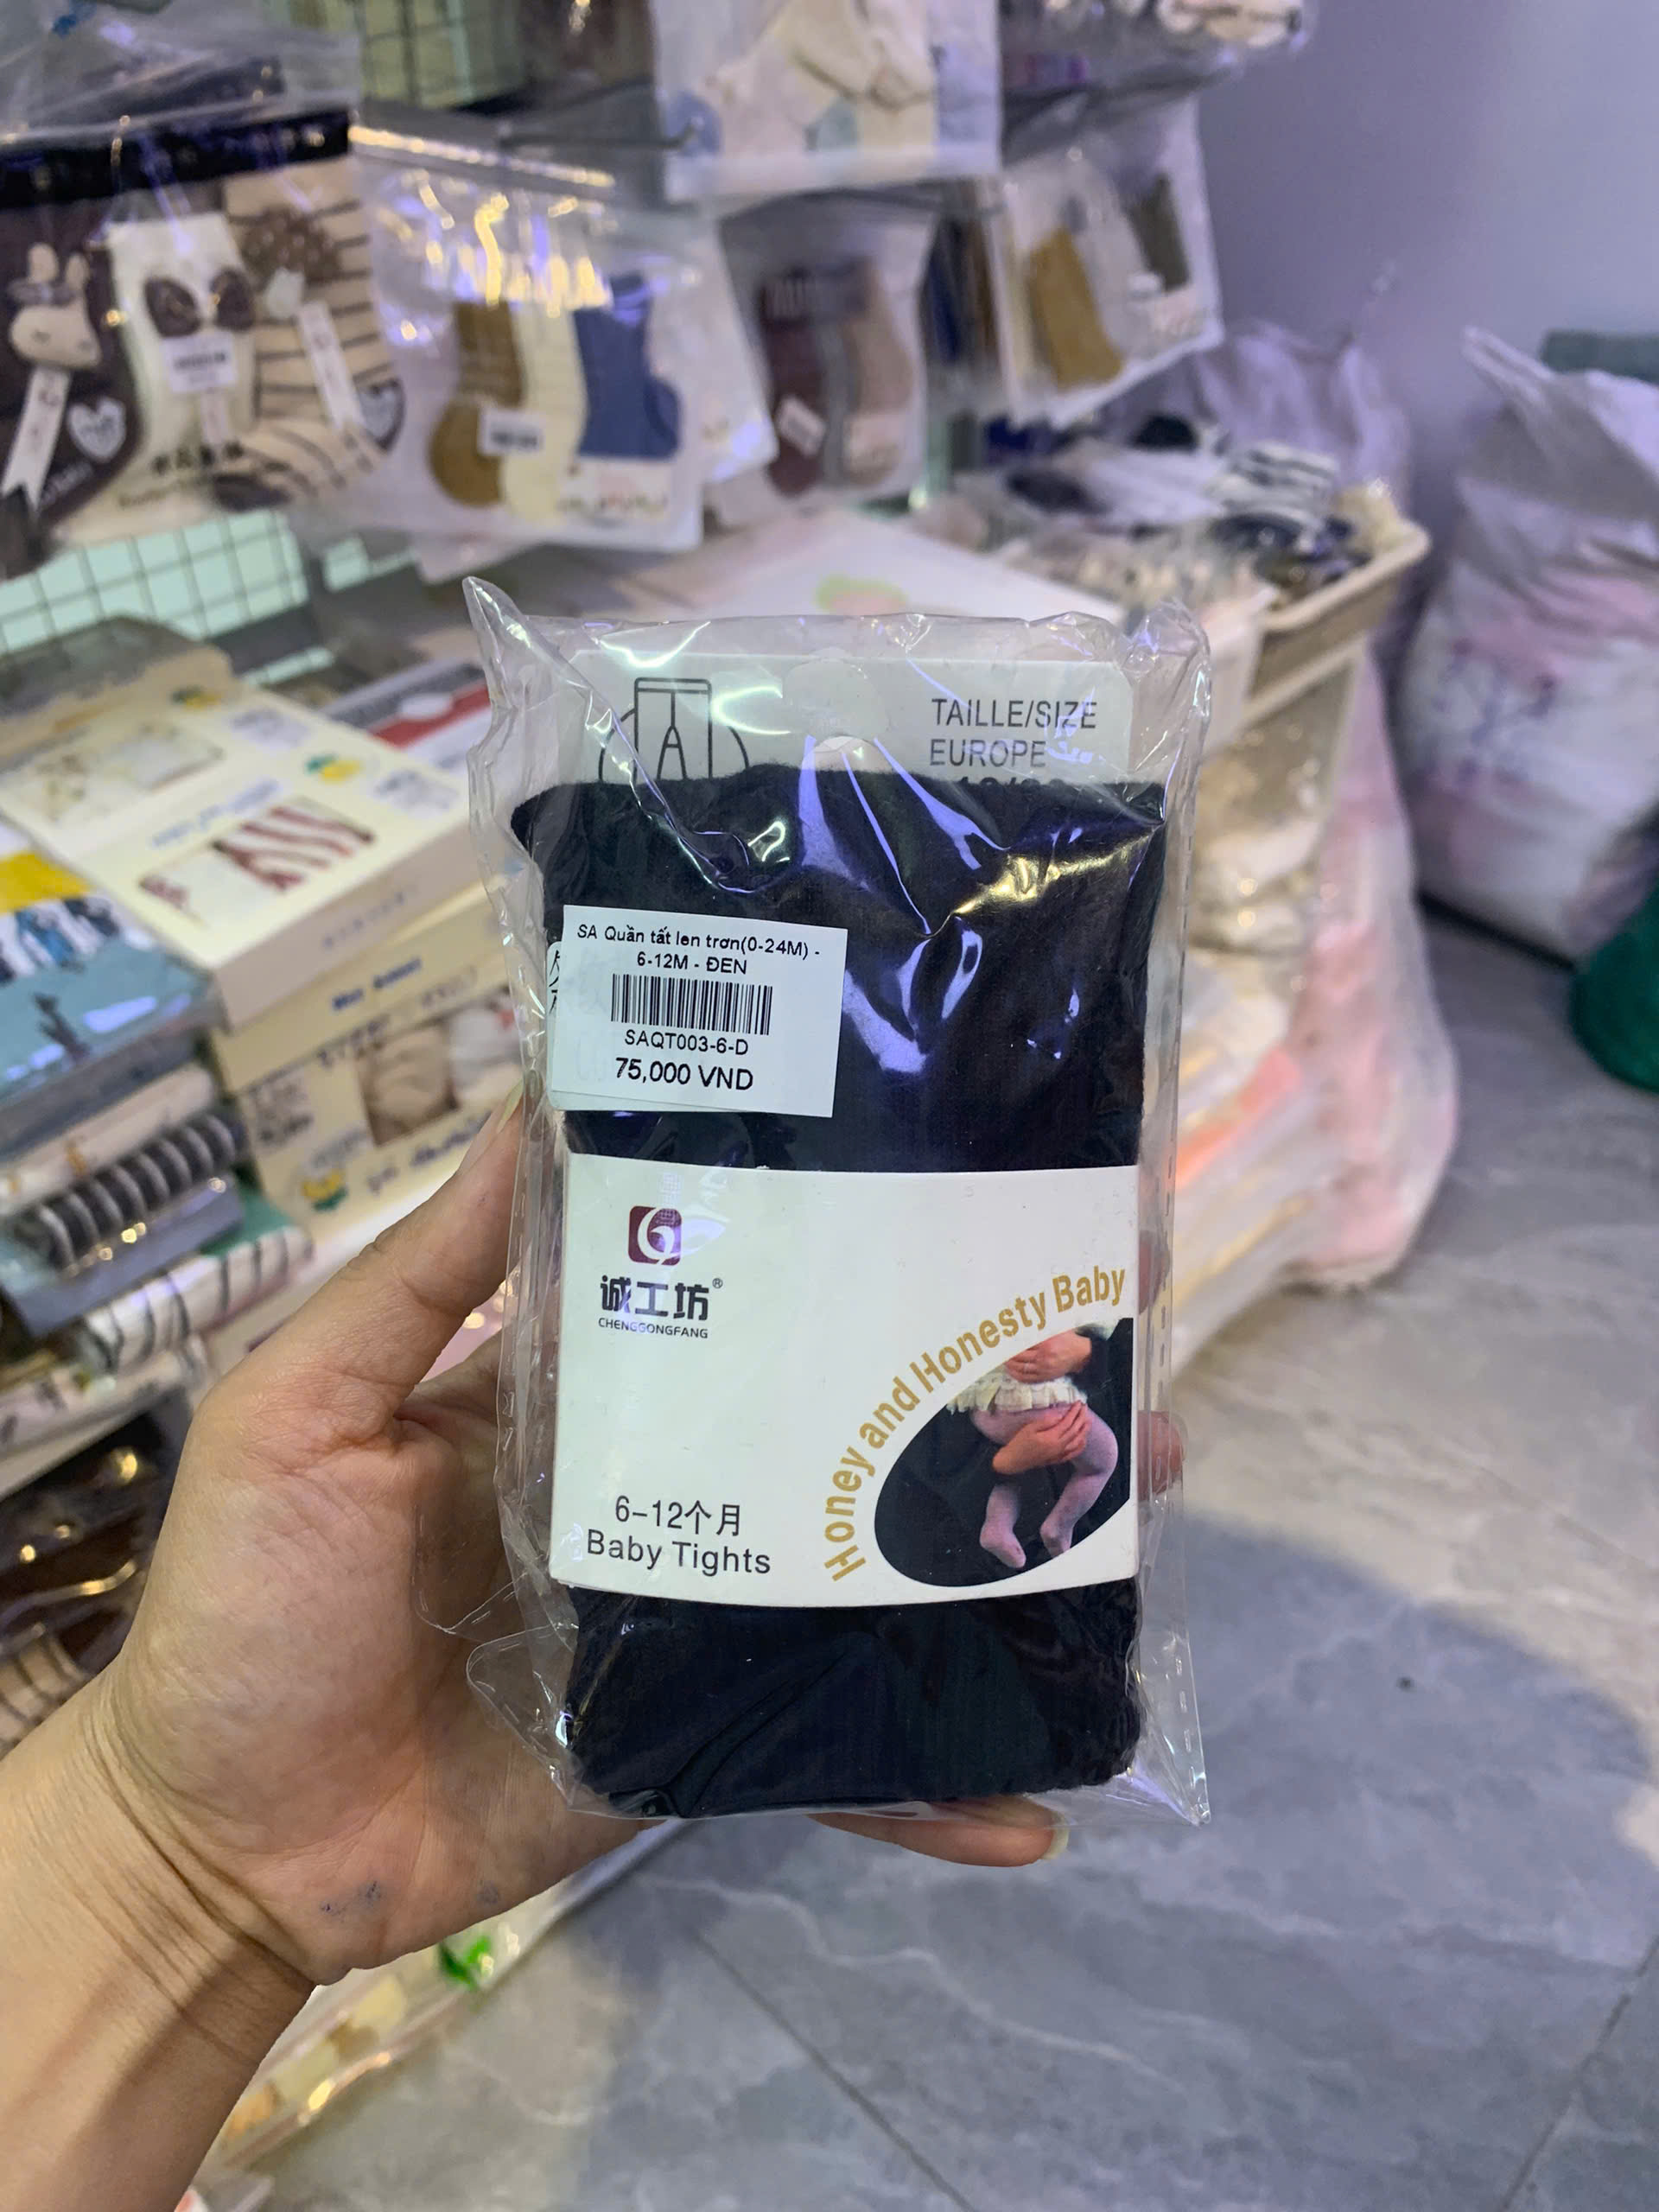 TAILLE/SIZE
EUROPE
SA Quần tất len trơn(0-24M) -
6-12M - ĐEN
SAQT003-6-D
75,000 VND
诚工坊®
CHENGGONGFANG
Honey and Honesty Baby
6-12个月
Baby Tights